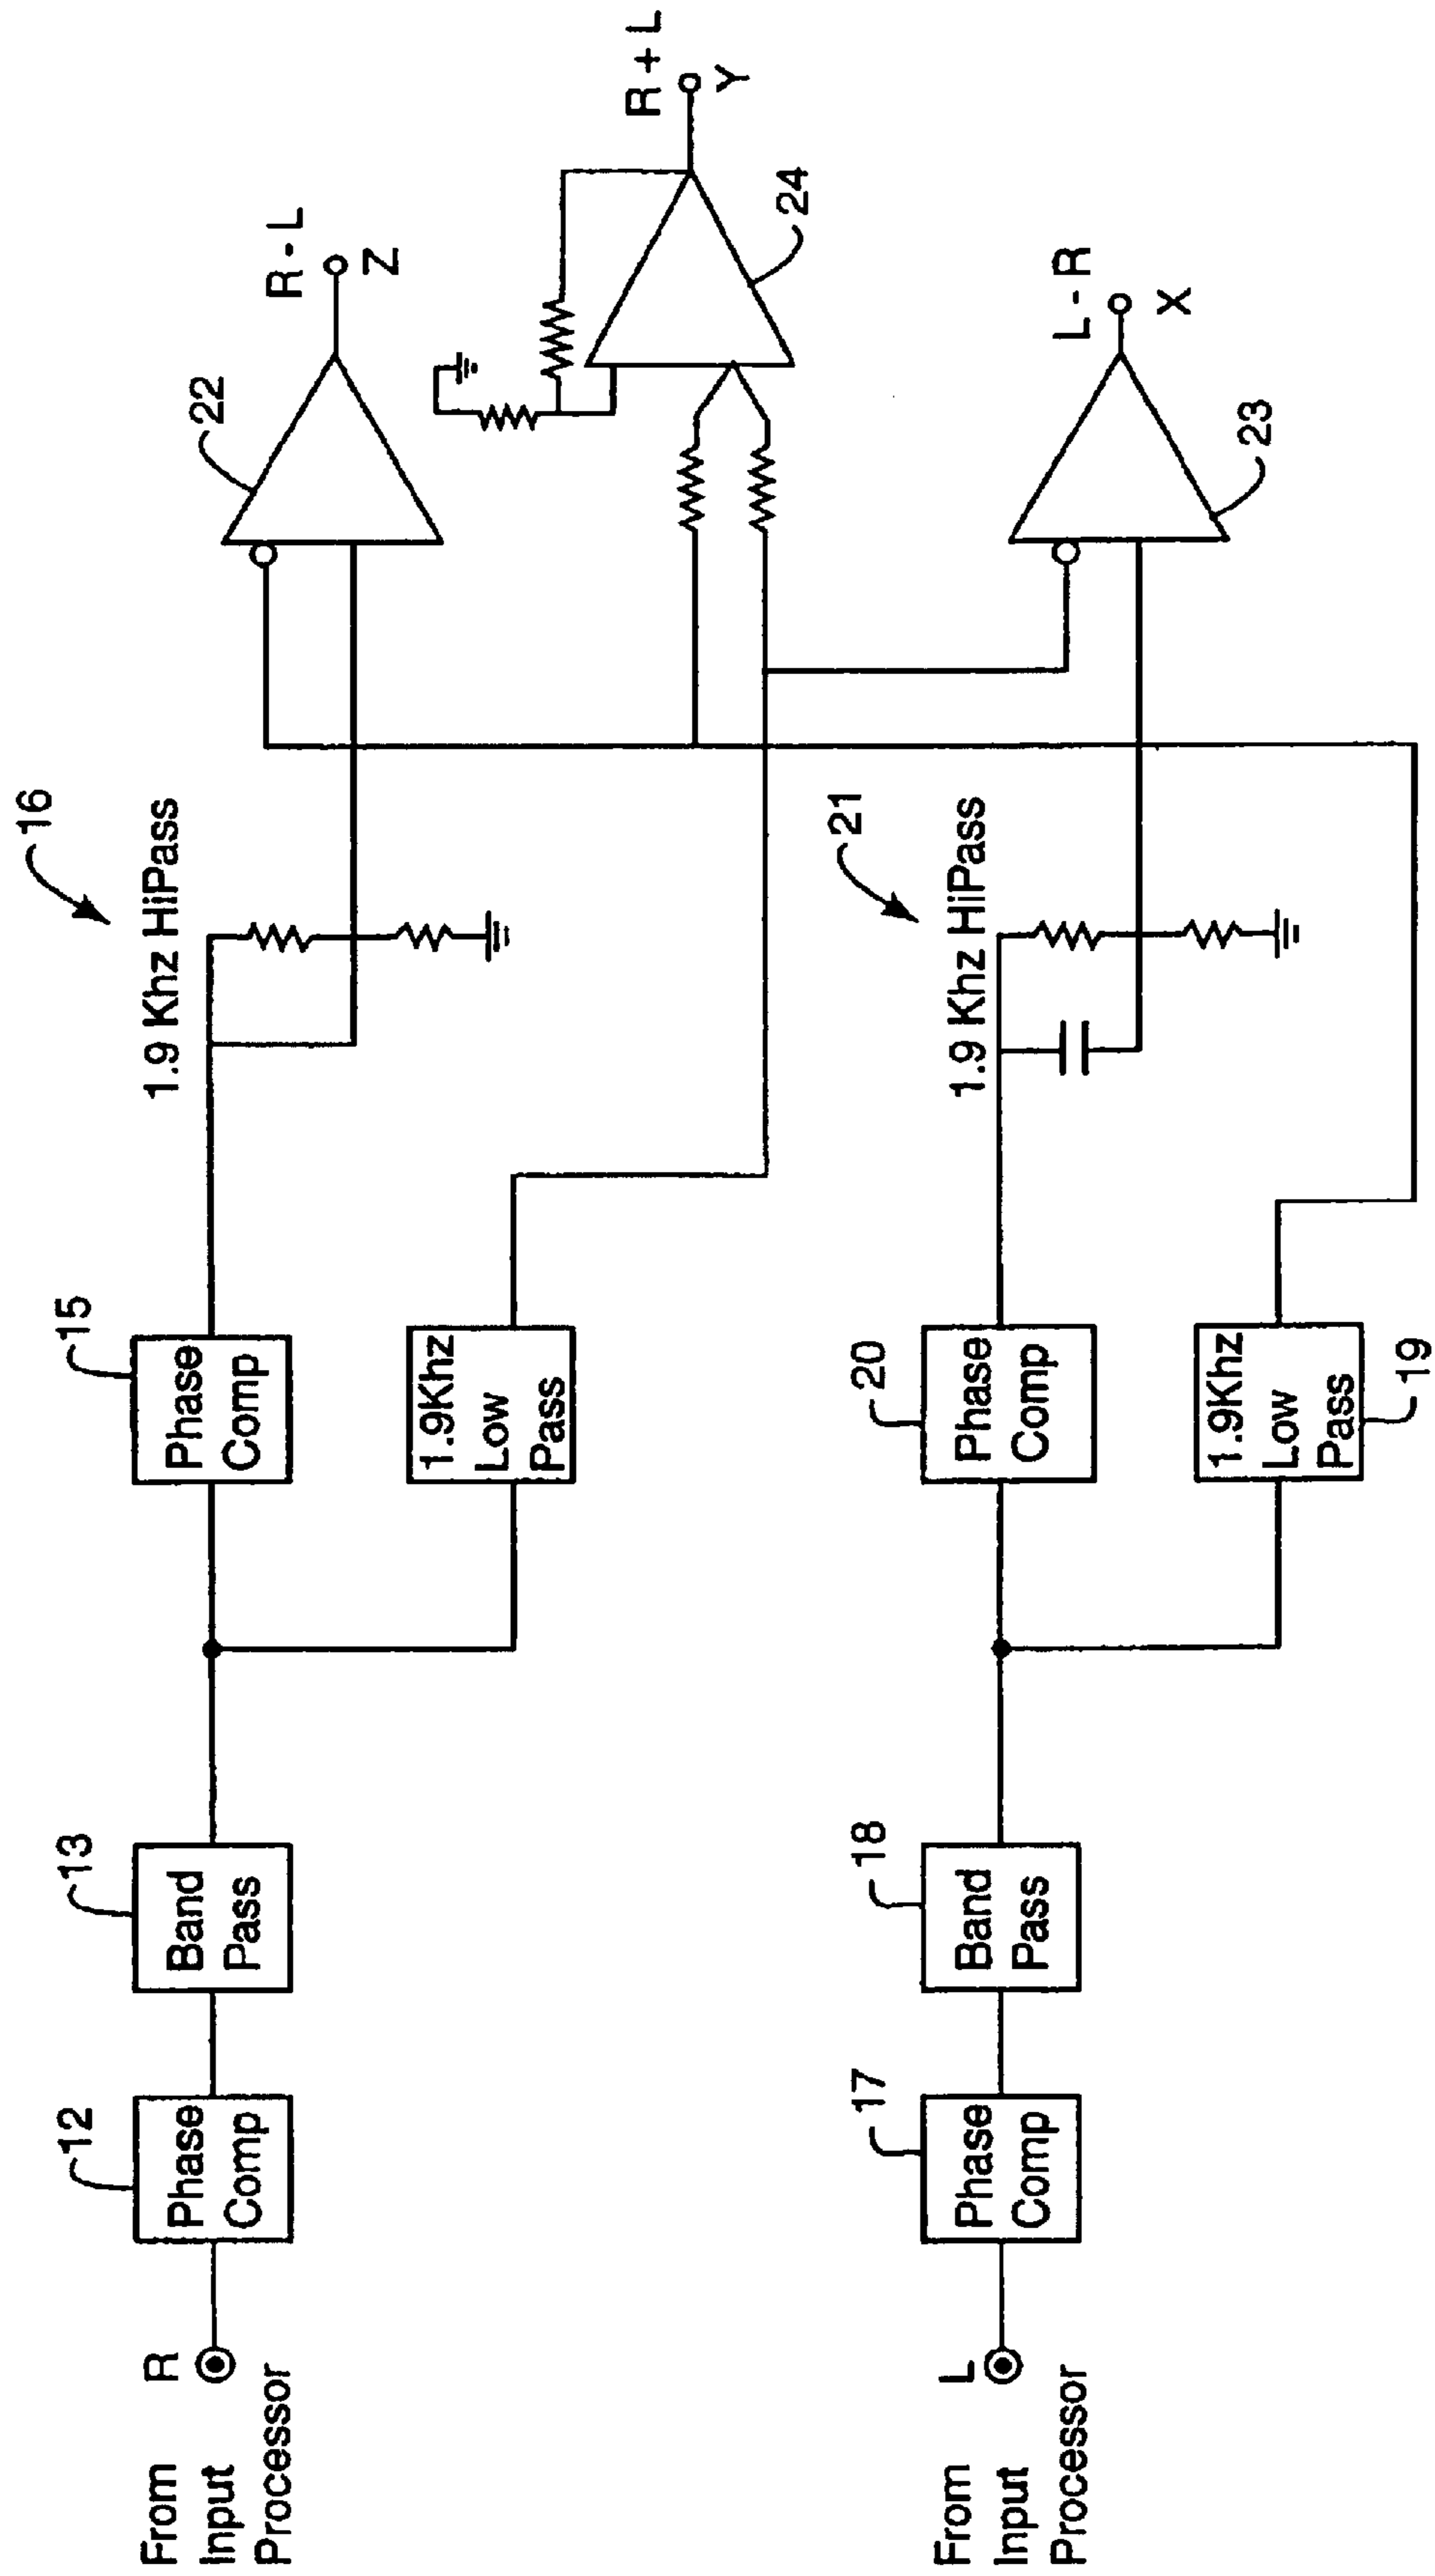 From
Input
Processor
R
12
Phase
Comp
13
Band
Pass
15
Phase
Comp
1.9Khz
Low
Pass
16
1.9 Khz HiPass
22
R - L
Z
R + L
Y
24
From
Input
Processor
L
17
Phase
Comp
18
Band
Pass
20
Phase
Comp
1.9Khz
Low
Pass
19
21
1.9 Khz HiPass
23
L - R
X